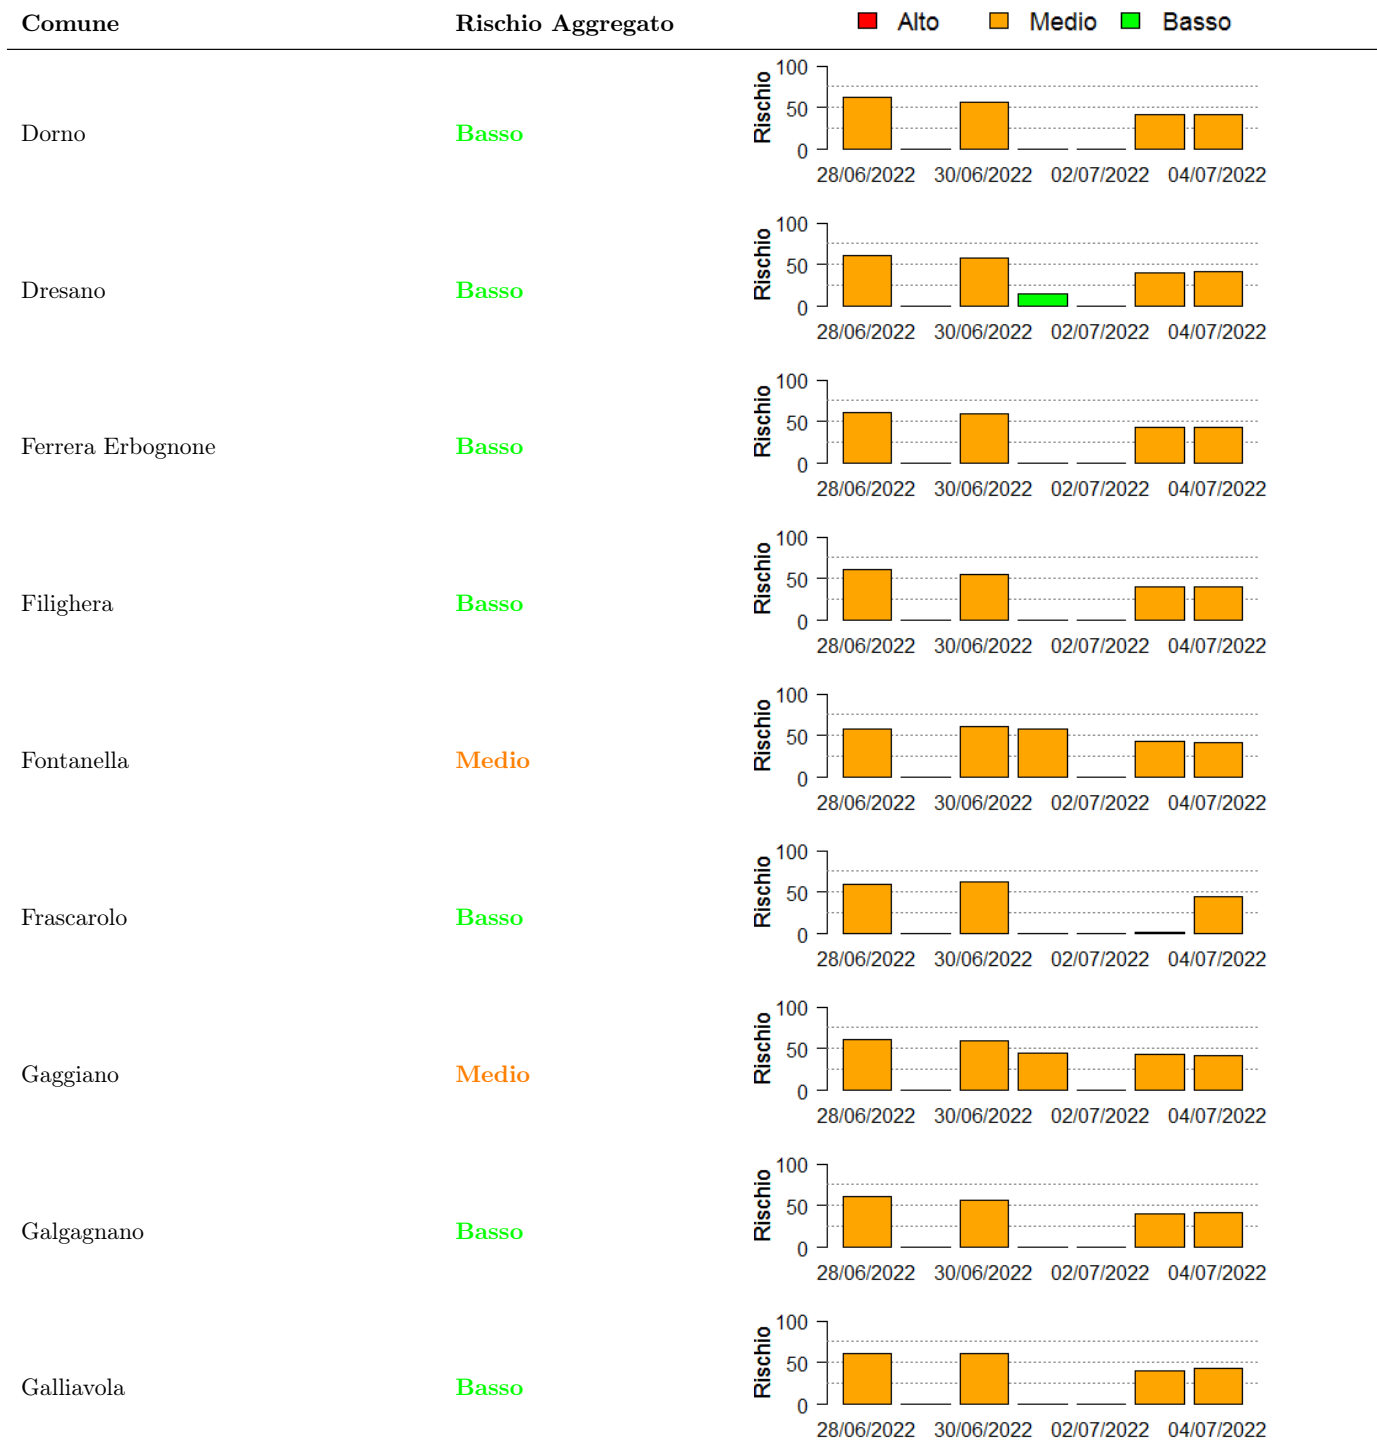 Comune Rischio Aggregato Alto Medio Basso
Dorno Basso
Rischio
100
50
0
28/06/2022 30/06/2022 02/07/2022 04/07/2022
Dresano Basso
Rischio
100
50
0
28/06/2022 30/06/2022 02/07/2022 04/07/2022
Ferrera Erbognone Basso
Rischio
100
50
0
28/06/2022 30/06/2022 02/07/2022 04/07/2022
Filighera Basso
Rischio
100
50
0
28/06/2022 30/06/2022 02/07/2022 04/07/2022
Fontanella Medio
Rischio
100
50
0
28/06/2022 30/06/2022 02/07/2022 04/07/2022
Frascarolo Basso
Rischio
100
50
0
28/06/2022 30/06/2022 02/07/2022 04/07/2022
Gaggiano Medio
Rischio
100
50
0
28/06/2022 30/06/2022 02/07/2022 04/07/2022
Galgagnano Basso
Rischio
100
50
0
28/06/2022 30/06/2022 02/07/2022 04/07/2022
Galliavola Basso
Rischio
100
50
0
28/06/2022 30/06/2022 02/07/2022 04/07/2022